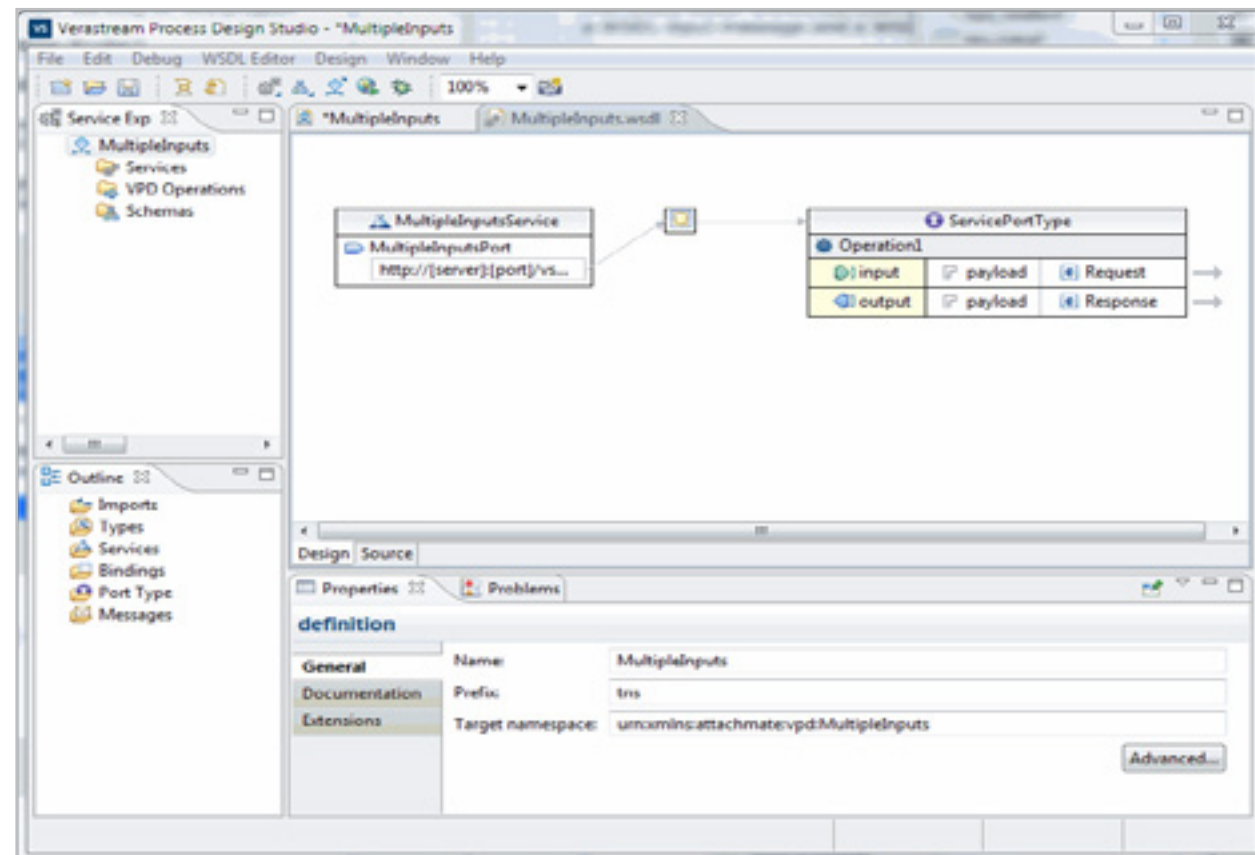 VS Verastream Process Design Studio - *MultipleInputs
File Edit Debug WSDL Editor Design Window Help
100%
Service Exp
*MultipleInputs
MultipleInputs.wsdl
MultipleInputs
Services
VPD Operations
Schemas
MultipleInputsService
MultipleInputsPort
http://[server]:[port]/vs...
ServicePortType
Operation1
input payload Request
output payload Response
Outline
Imports
Types
Services
Bindings
Port Type
Messages
Design Source
Properties Problems
definition
General
Documentation
Extensions
Name: MultipleInputs
Prefix: tns
Target namespace: urn:xmlns:attachmate:vpd:MultipleInputs
Advanced...